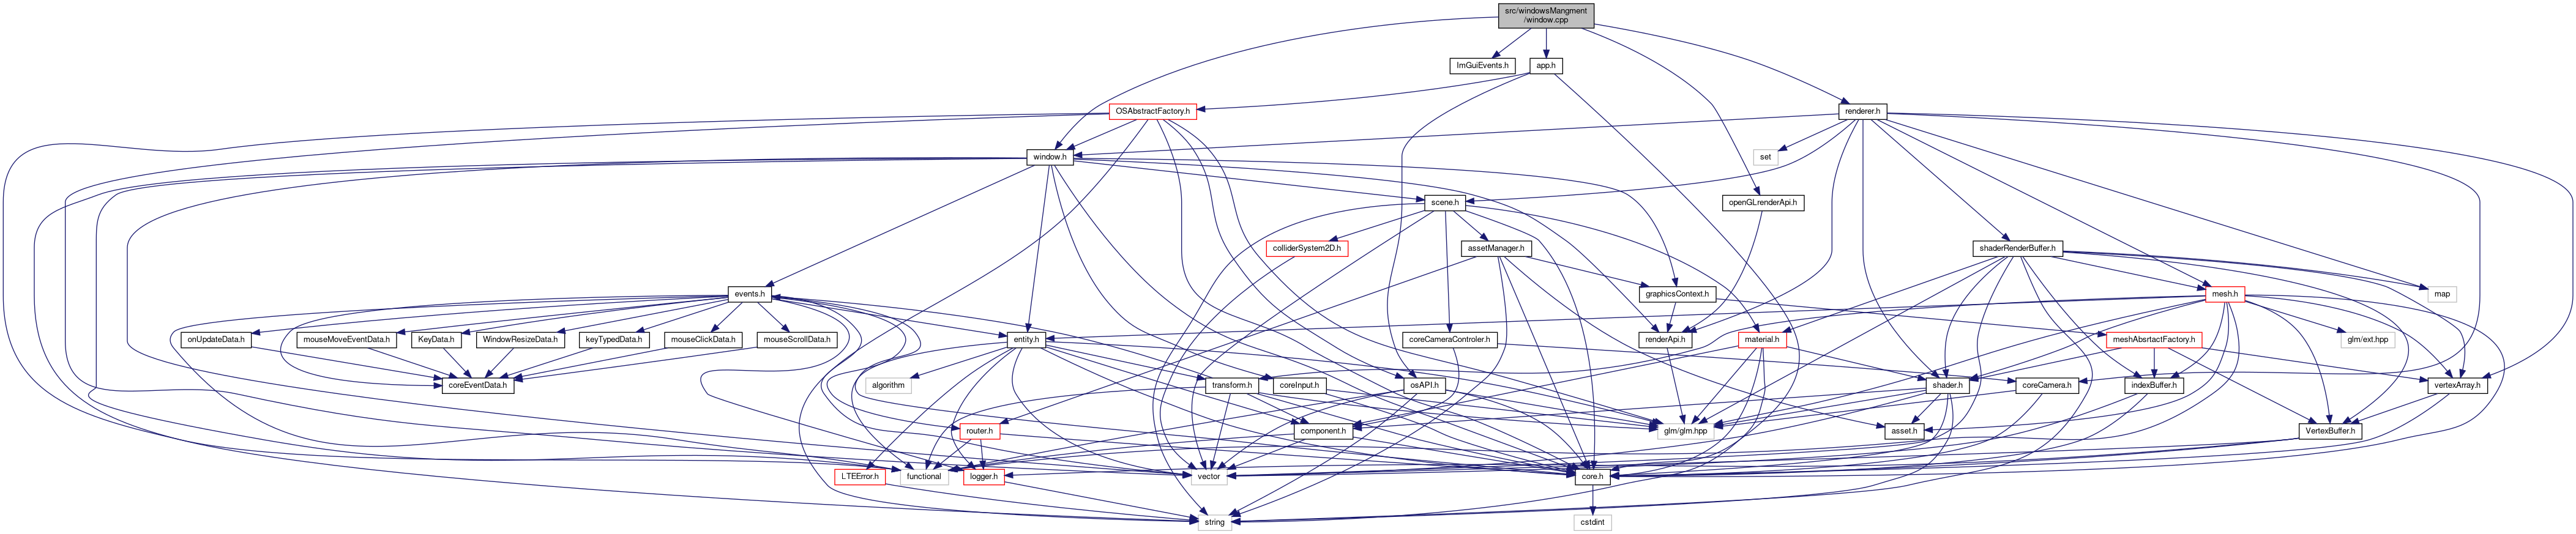 src/windowsMangment
/window.cpp
ImGuiEvents.h
app.h
OSAbstractFactory.h
renderer.h
window.h
set
scene.h
openGLrenderApi.h
colliderSystem2D.h
assetManager.h
shaderRenderBuffer.h
events.h
graphicsContext.h
mesh.h
map
onUpdateData.h
mouseMoveEventData.h
KeyData.h
WindowResizeData.h
keyTypedData.h
mouseClickData.h
mouseScrollData.h
entity.h
coreCameraControler.h
renderApi.h
material.h
meshAbsrtactFactory.h
glm/ext.hpp
coreEventData.h
algorithm
transform.h
coreInput.h
osAPI.h
shader.h
coreCamera.h
indexBuffer.h
vertexArray.h
router.h
component.h
glm/glm.hpp
asset.h
VertexBuffer.h
LTEError.h
functional
logger.h
vector
core.h
string
cstdint